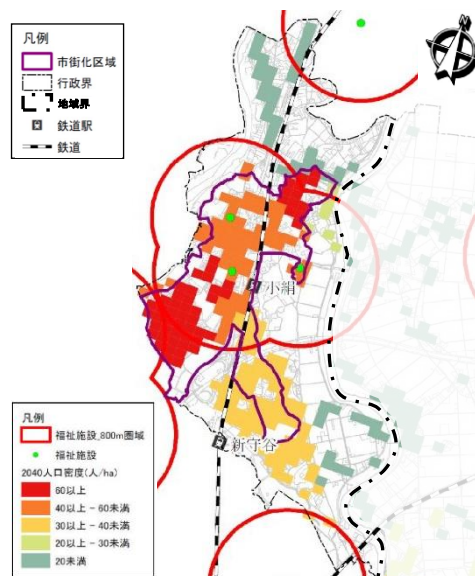 凡例
市街化区域
行政界
地域界
鉄道駅
鉄道
小絹
新守谷
凡例
福祉施設_800m圏域
福祉施設
2040人口密度(人/ha)
60以上
40以上 - 60未満
30以上 - 40未満
20以上 - 30未満
20未満